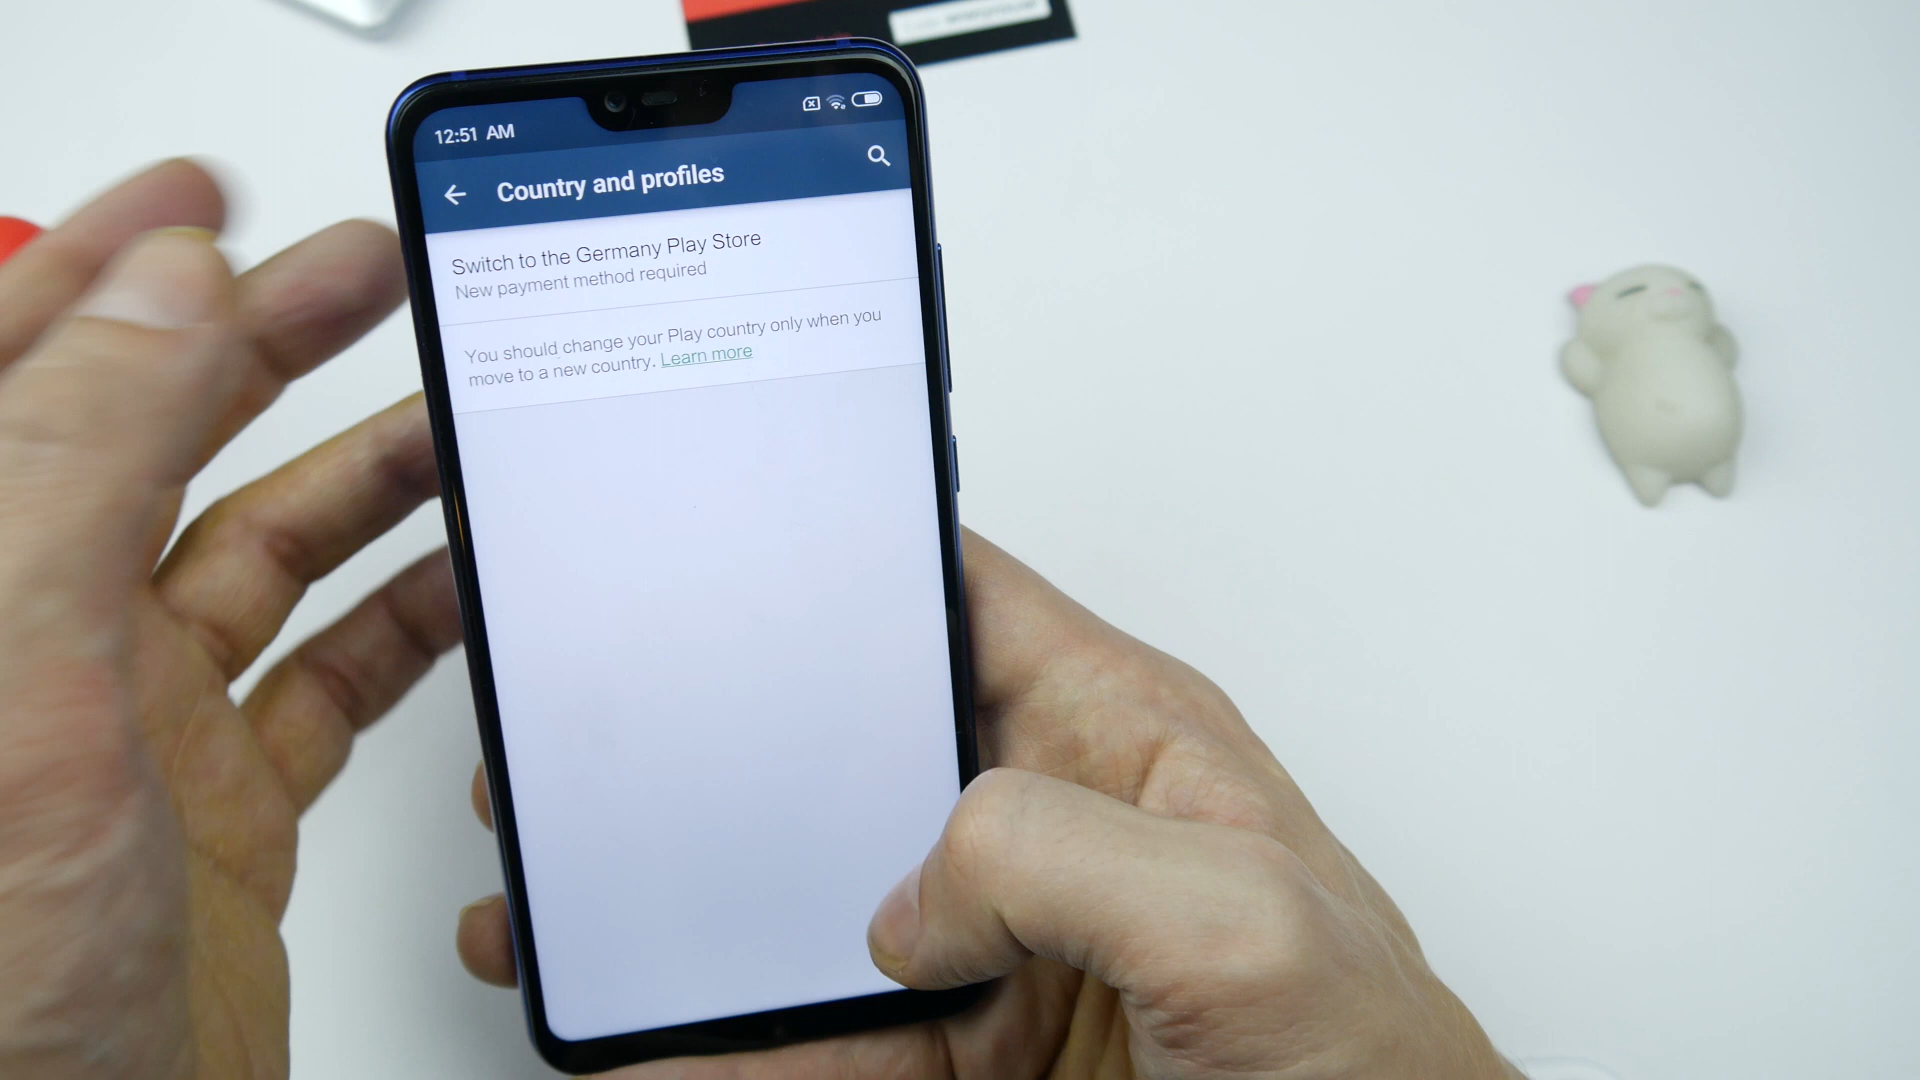 12:51 AM
Country and profiles
Switch to the Germany Play Store
New payment method required
You should change your Play country only when you
move to a new country. Learn more